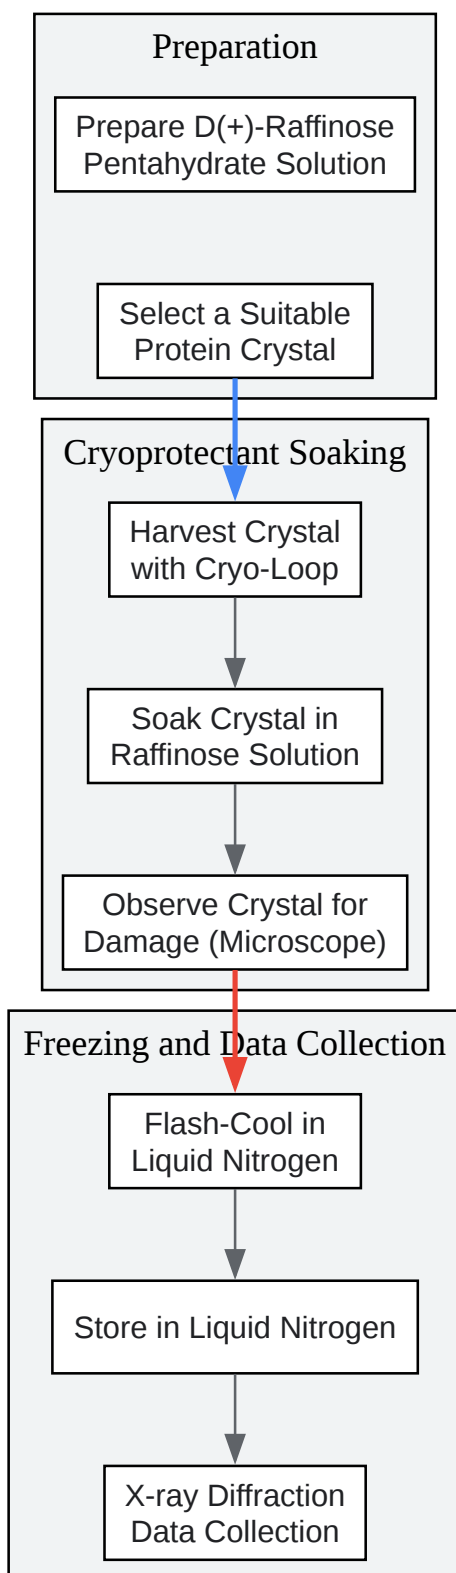 Preparation
Prepare D(+)-Raffinose
Pentahydrate Solution
Select a Suitable
Protein Crystal
Cryoprotectant Soaking
Harvest Crystal
with Cryo-Loop
Soak Crystal in
Raffinose Solution
Observe Crystal for
Damage (Microscope)
Freezing and Data Collection
Flash-Cool in
Liquid Nitrogen
Store in Liquid Nitrogen
X-ray Diffraction
Data Collection